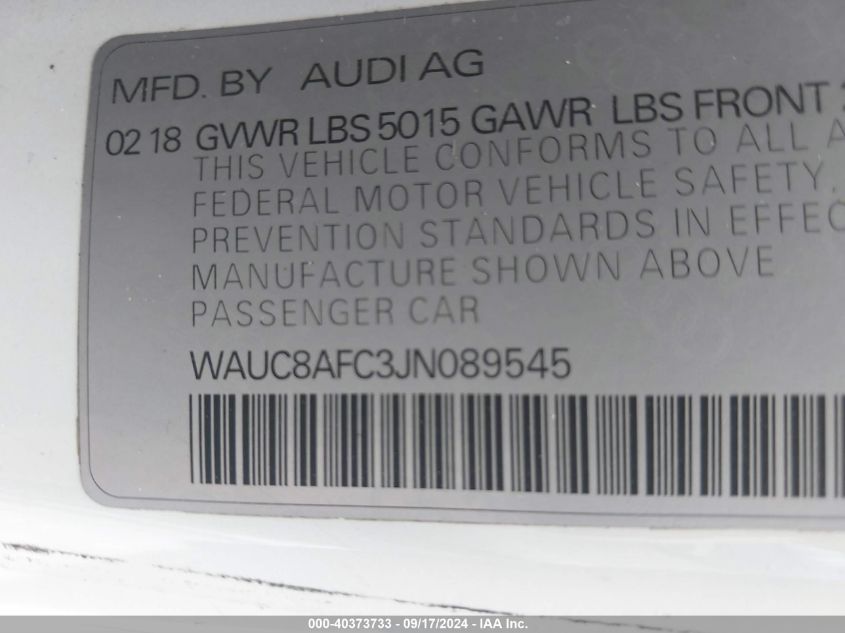 MFD. BY AUDI AG
02 18 GVWR LBS 5015 GAWR LBS FRONT
THIS VEHICLE CONFORMS TO ALL
FEDERAL MOTOR VEHICLE SAFETY,
PREVENTION STANDARDS IN EFFEC
MANUFACTURE SHOWN ABOVE
PASSENGER CAR
WAUC8AFC3JN089545
000-40373733 - 09/17/2024 - IAA Inc.